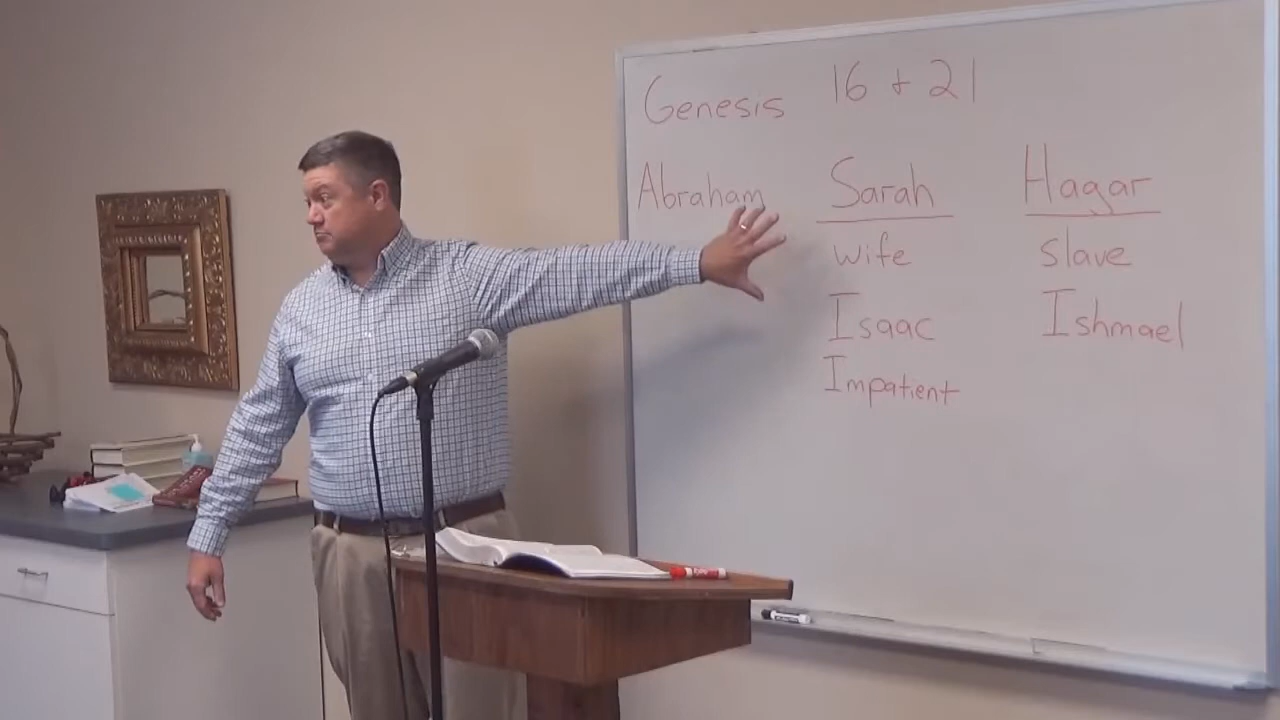 Genesis 16 + 21
Abraham Sarah Hagar
wife slave
Isaac Ishmael
Impatient